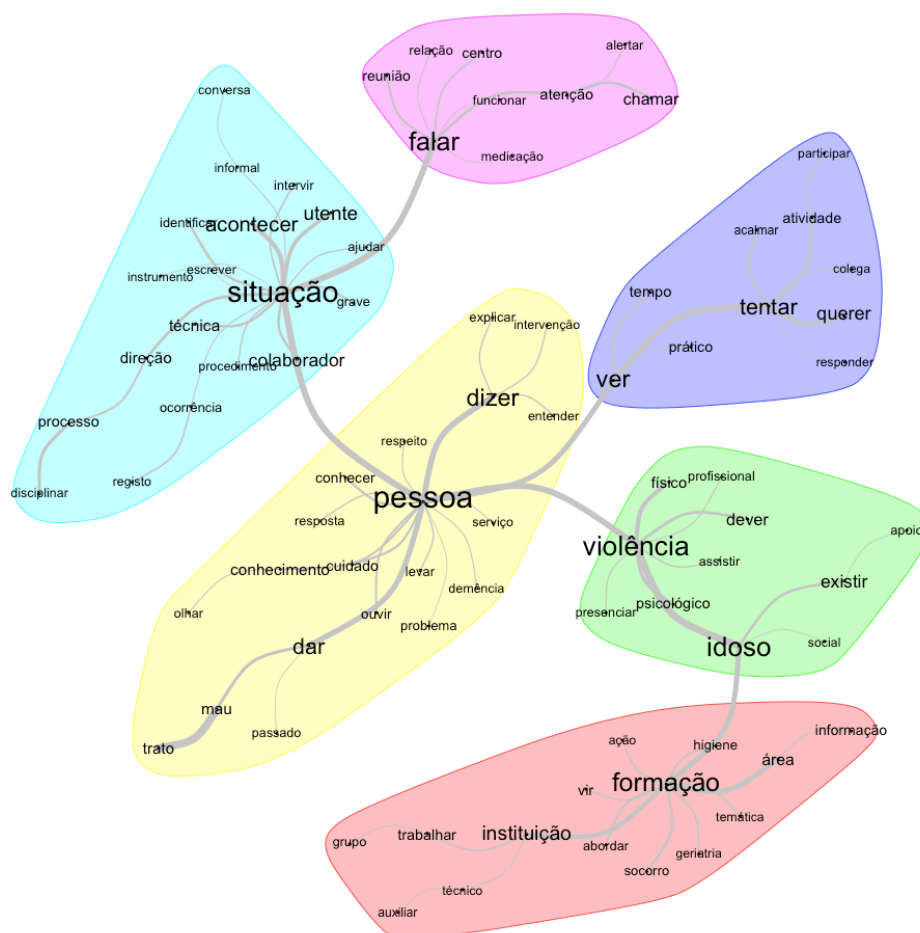 relação
centro
alertar
reunião
conversa
funcionar
atenção
chamar
falar
medicação
participar
informal
intervir
identificar
acontecer
utente
ajudar
acalmar
atividade
instrumento
escrever
situação
grave
colega
tempo
tentar
querer
técnica
explicar
intervenção
direção
procedimento
colaborador
prático
responder
ver
dizer
ocorrência
entender
processo
respeito
disciplinar
registo
conhecer
físico
profissional
pessoa
resposta
serviço
dever
apoio
violência
conhecimento
cuidado
levar
assistir
demência
existir
olhar
ouvir
problema
presenciar
psicológico
dar
idoso
social
mau
trato
passado
ação
higiene
informação
formação
área
vir
temática
grupo
trabalhar
instituição
abordar
geriatria
socorro
técnico
auxiliar